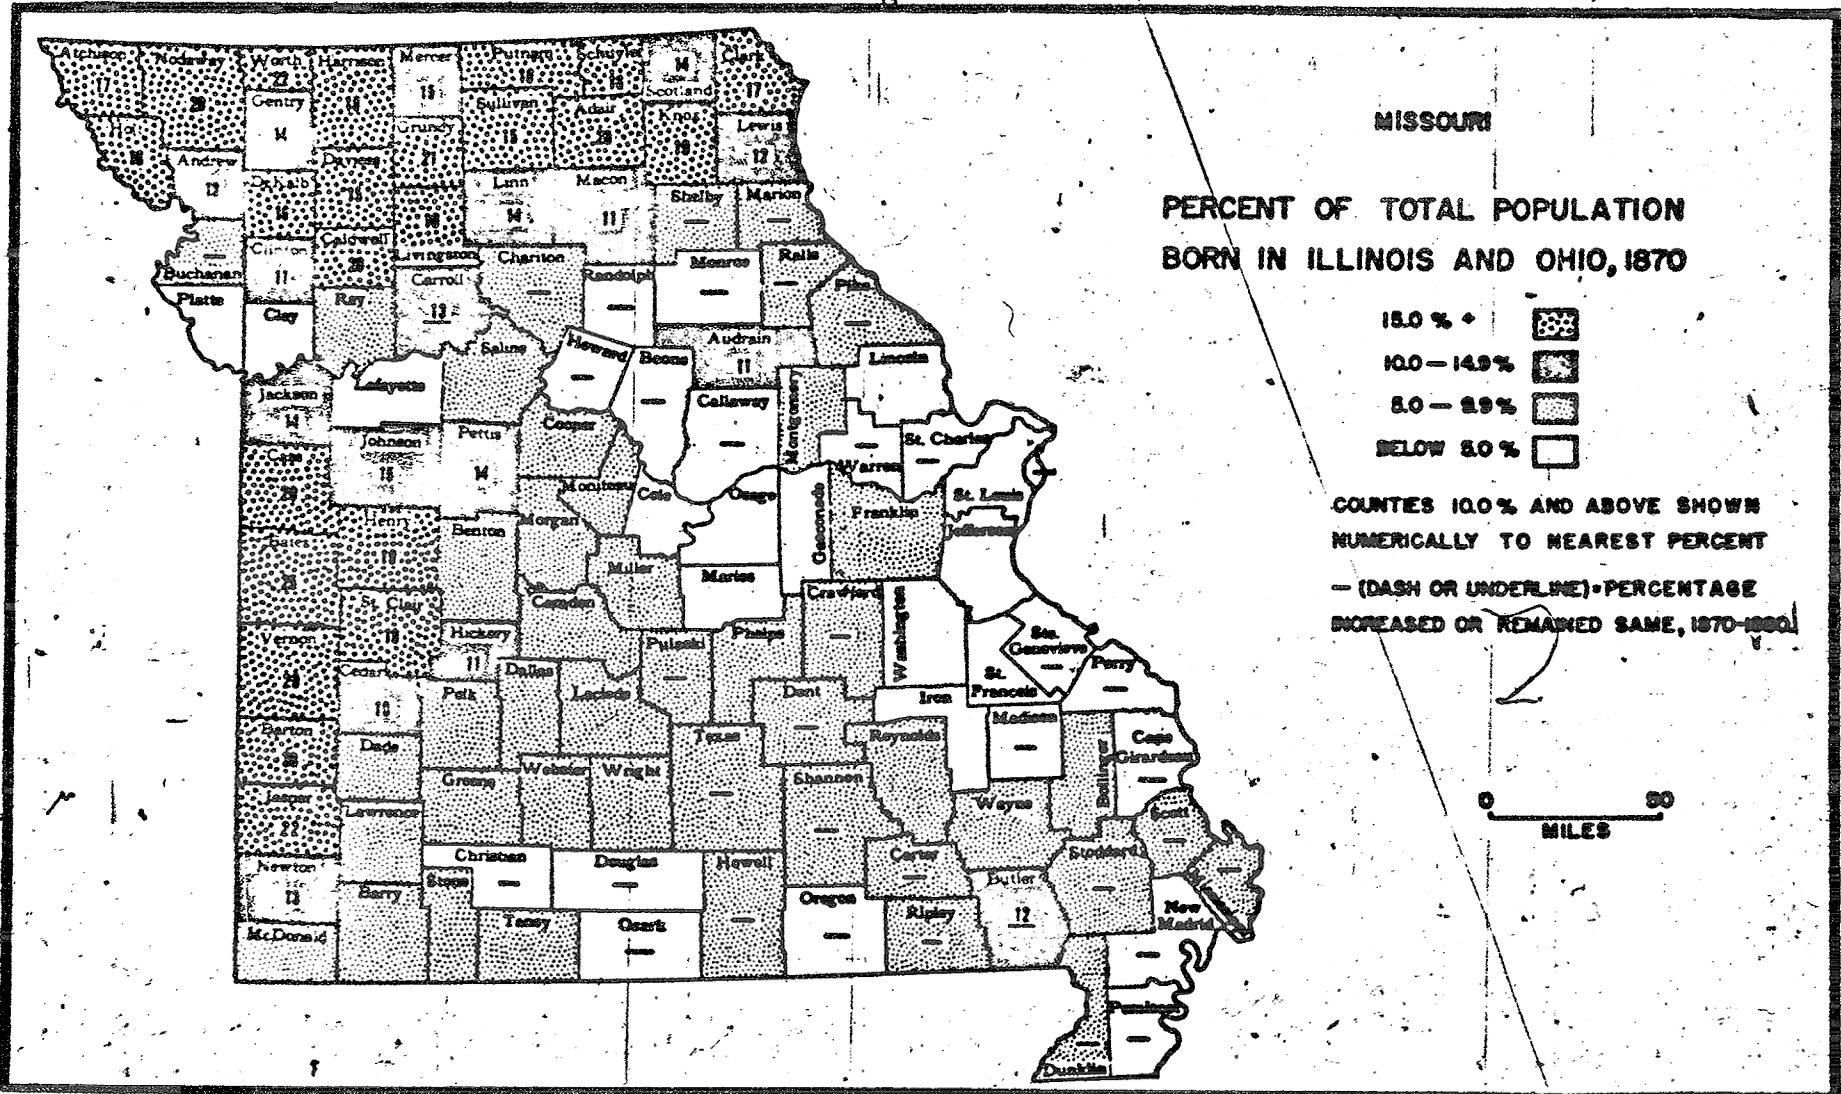 MISSOURI
PERCENT OF TOTAL POPULATION
BORN IN ILLINOIS AND OHIO, 1870
15.0 % +
10.0 — 14.9 %
5.0 — 9.9 %
BELOW 5.0 %
COUNTIES 10.0 % AND ABOVE SHOWN
NUMERICALLY TO NEAREST PERCENT
— (DASH OR UNDERLINE) = PERCENTAGE
INCREASED OR REMAINED SAME, 1870-1880.
0 50
MILES
Atchison
17
Nodaway
Worth
22
Harrison
Mercer
Putnam
Schuyler
14
Scotland
Clark
17
Gentry
14
Grundy
21
Sullivan
15
Adair
Knox
Lewis
12
Holt
Andrew
DeKalb
Daviess
Livingston
Linn
14
Macon
11
Shelby
—
Marion
—
Buchanan
—
Clinton
11
Caldwell
Chariton
—
Randolph
—
Monroe
—
Ralls
—
Pike
—
Platte
Clay
Ray
Carroll
13
Saline
Howard
—
Boone
—
Audrain
11
Callaway
—
Montgomery
Lincoln
Warren
—
St. Charles
—
St. Louis
Jackson
14
Lafayette
Johnson
Pettis
14
Cooper
Moniteau
Cole
Osage
Gasconade
Franklin
Jefferson
Cass
Bates
Henry
Benton
Morgan
Miller
Maries
Camden
Vernon
St. Clair
Hickory
11
Pulaski
—
Phelps
Crawford
—
Washington
St.
Francois
Ste.
Genevieve
—
Perry
—
Cedar
10
Polk
Dallas
Laclede
Dent
—
Iron
Reynolds
Madison
—
Bollinger
Cape
Girardeau
—
Barton
Dade
Greene
Webster
Wright
Texas
—
Shannon
—
Wayne
Scott
—
Jasper
22
Lawrence
Christian
—
Douglas
—
Howell
—
Carter
—
Butler
12
Stoddard
—
Newton
13
Barry
Stone
Taney
Ozark
—
Oregon
—
Ripley
—
New
Madrid
—
McDonald
Pemiscot
—
Dunklin
—